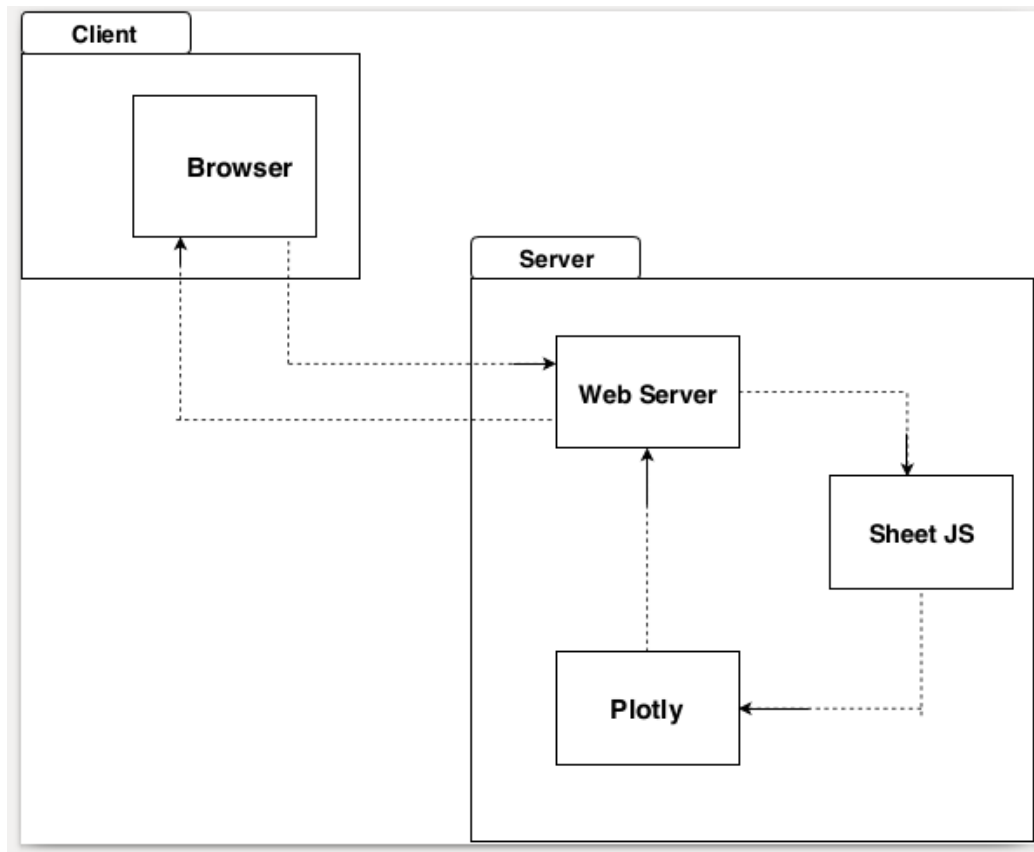 Client
Browser
Server
Web Server
Sheet JS
Plotly